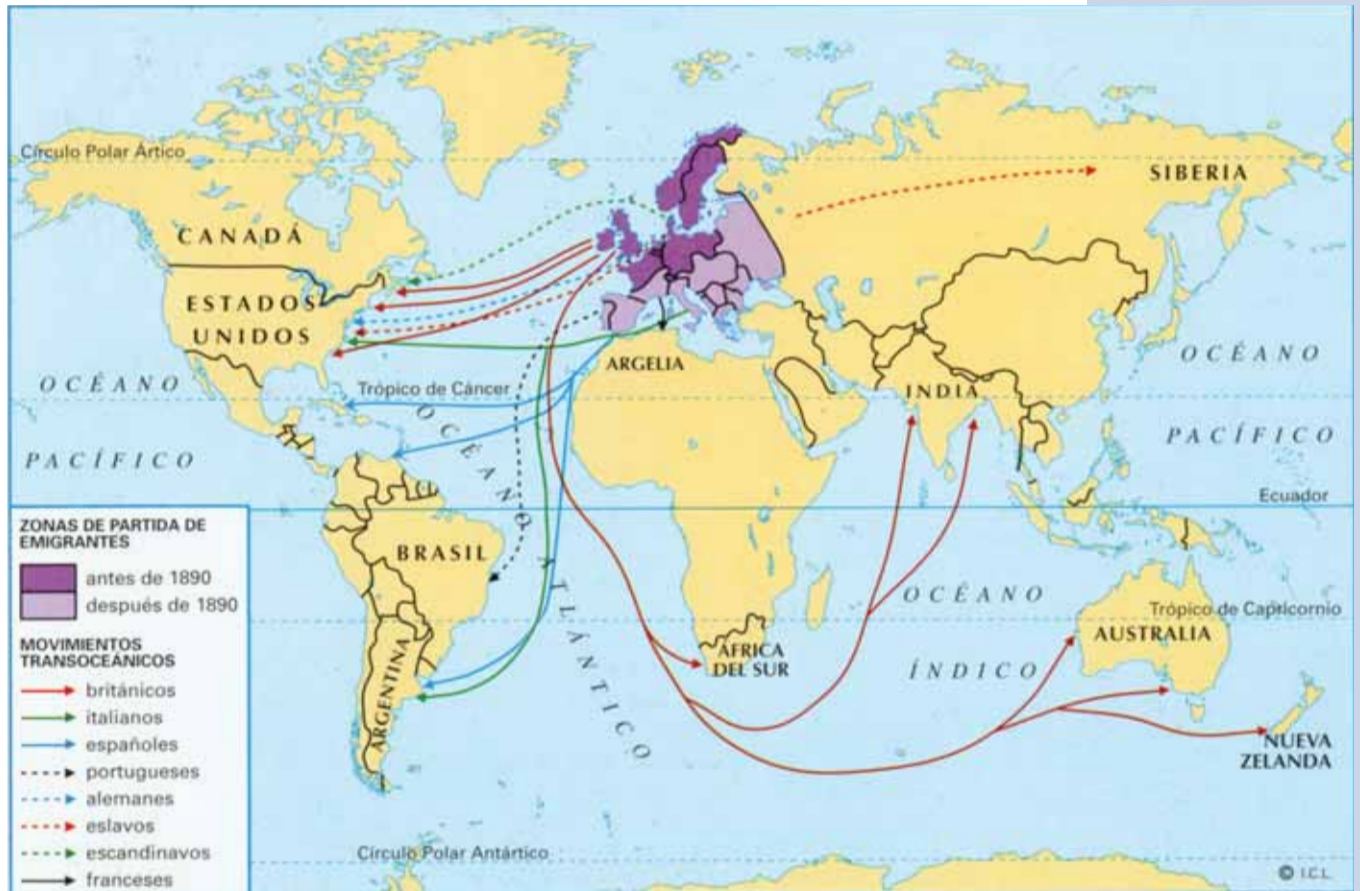 Círculo Polar Ártico
SIBERIA
CANADÁ
ESTADOS
UNIDOS
ARGELIA
OCÉANO
PACÍFICO
Trópico de Cáncer
OCÉANO
ATLÁNTICO
INDIA
OCÉANO
PACÍFICO
Ecuador
BRASIL
ARGENTINA
ÁFRICA
DEL SUR
OCÉANO
ÍNDICO
Trópico de Capricornio
AUSTRALIA
NUEVA
ZELANDA
Círculo Polar Antártico
ZONAS DE PARTIDA DE
EMIGRANTES
antes de 1890
después de 1890
MOVIMIENTOS
TRANSOCEÁNICOS
británicos
italianos
españoles
portugueses
alemanes
eslavos
escandinavos
franceses
© I.C.L.